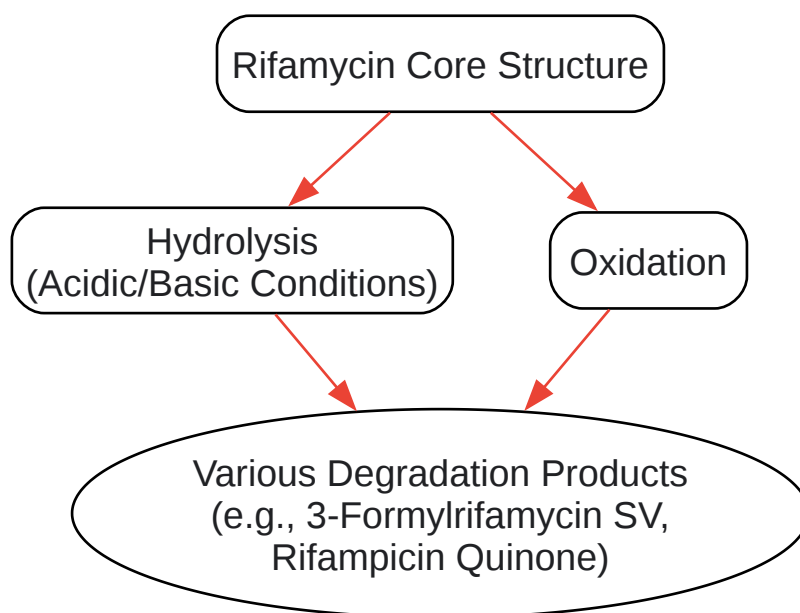 Rifamycin Core Structure
Hydrolysis
(Acidic/Basic Conditions)
Oxidation
Various Degradation Products
(e.g., 3-Formylrifamycin SV,
Rifampicin Quinone)